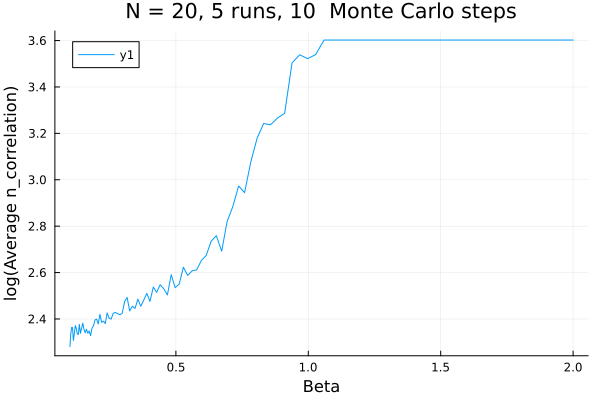 N = 20, 5 runs, 10  Monte Carlo steps
y1
log(Average n_correlation)
3.6
3.4
3.2
3.0
2.8
2.6
2.4
0.5
1.0
1.5
2.0
Beta